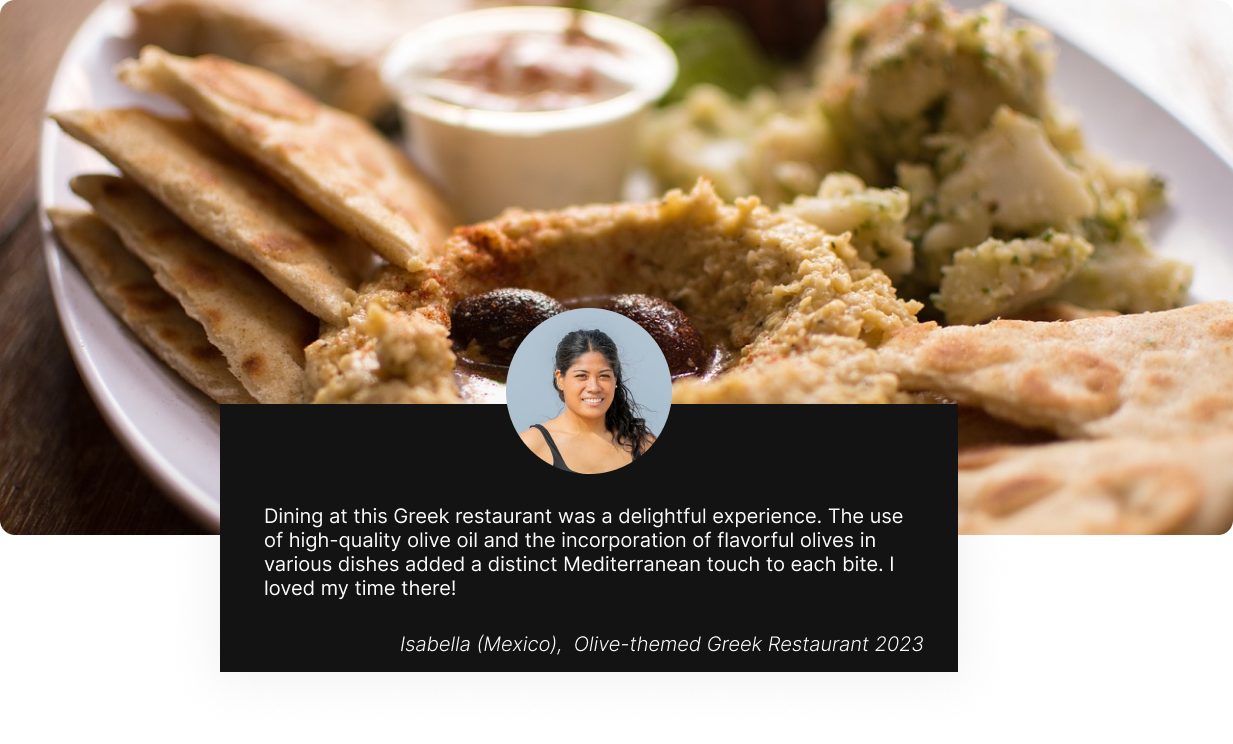 Dining at this Greek restaurant was a delightful experience. The use
of high-quality olive oil and the incorporation of flavorful olives in
various dishes added a distinct Mediterranean touch to each bite. I
loved my time there!
Isabella (Mexico),  Olive-themed Greek Restaurant 2023